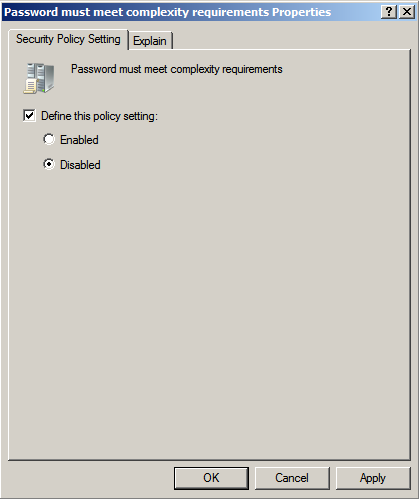 Password must meet complexity requirements Properties
Security Policy Setting
Explain
Password must meet complexity requirements
Define this policy setting:
Enabled
Disabled
OK
Cancel
Apply